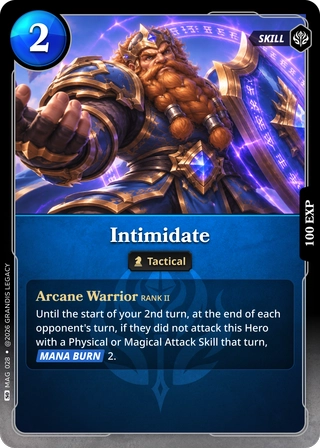 2
SKILL
Intimidate
Tactical
100 EXP
Arcane Warrior RANK II
Until the start of your 2nd turn, at the end of each
opponent's turn, if they did not attack this Hero
with a Physical or Magical Attack Skill that turn,
MANA BURN 2.
MAG 028 • @2026 GRANDIS LEGACY